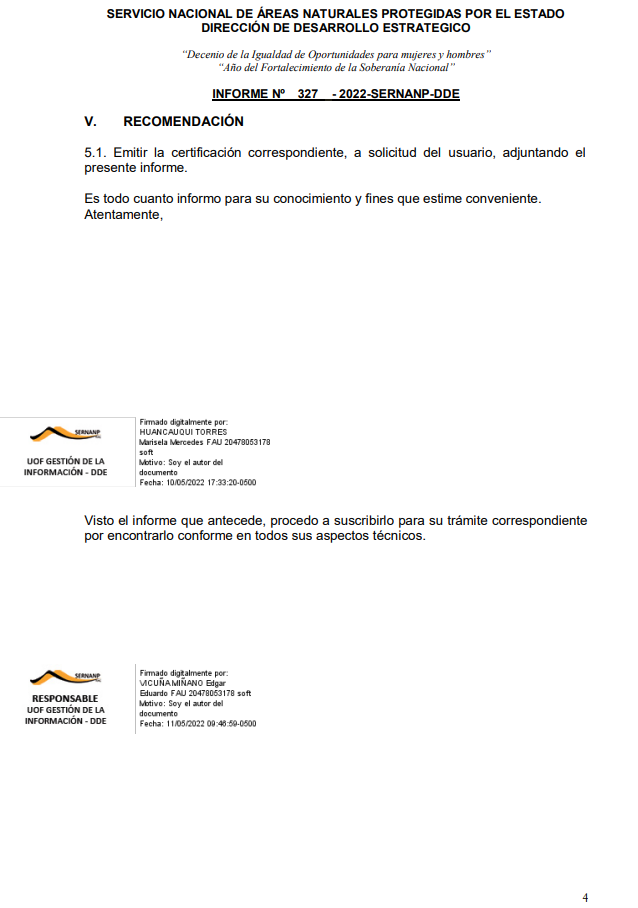 SERVICIO NACIONAL DE ÁREAS NATURALES PROTEGIDAS POR EL ESTADO
DIRECCIÓN DE DESARROLLO ESTRATEGICO
“Decenio de la Igualdad de Oportunidades para mujeres y hombres”
“Año del Fortalecimiento de la Soberanía Nacional”
INFORME Nº 327 - 2022-SERNANP-DDE
V. RECOMENDACIÓN
5.1. Emitir la certificación correspondiente, a solicitud del usuario, adjuntando el
presente informe.
Es todo cuanto informo para su conocimiento y fines que estime conveniente.
Atentamente,
SERNANP
UOF GESTIÓN DE LA
INFORMACIÓN - DDE
Firmado digitalmente por:
HUANCAUQUI TORRES
Marisela Mercedes FAU 20478053178
soft
Motivo: Soy el autor del
documento
Fecha: 10/05/2022 17:33:20-0500
Visto el informe que antecede, procedo a suscribirlo para su trámite correspondiente
por encontrarlo conforme en todos sus aspectos técnicos.
SERNANP
RESPONSABLE
UOF GESTIÓN DE LA
INFORMACIÓN - DDE
Firmado digitalmente por:
VICUÑA MIÑANO Edgar
Eduardo FAU 20478053178 soft
Motivo: Soy el autor del
documento
Fecha: 11/05/2022 09:46:59-0500
4